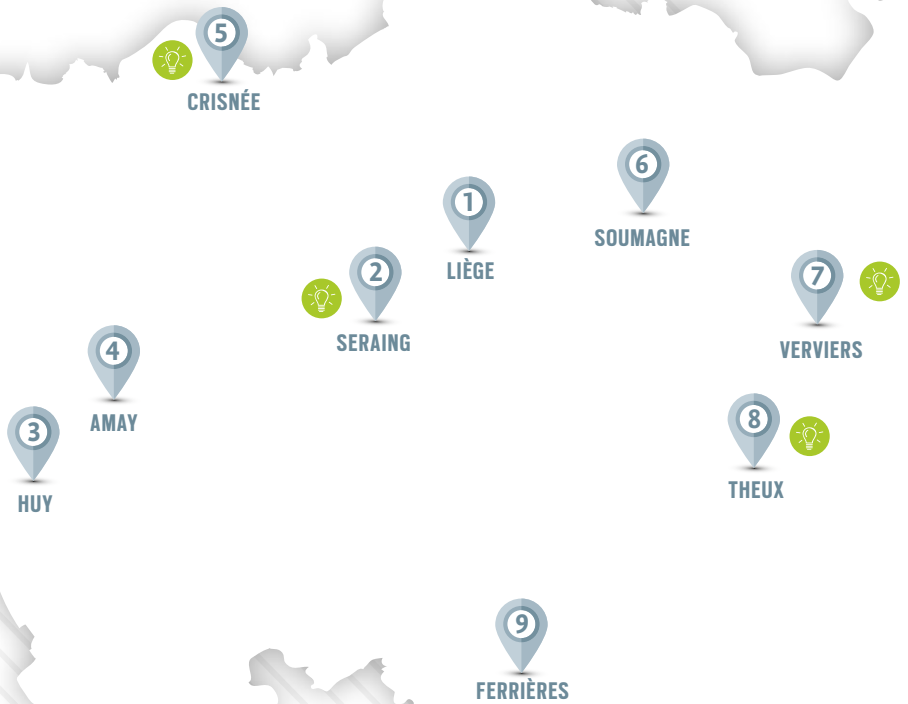 5
CRISNÉE
6
SOUMAGNE
1
LIÈGE
2
SERAING
7
VERVIERS
4
AMAY
3
HUY
8
THEUX
9
FERRIÈRES